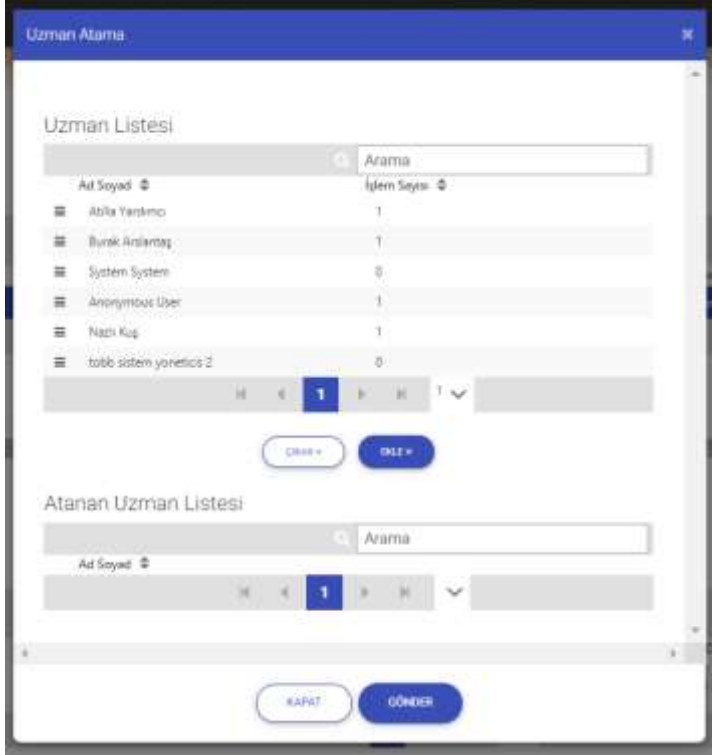 Uzman Atama
Uzman Listesi
Arama
Ad Soyad İşlem Sayısı
Atilla Yardımcı 1
Burak Arslantaş 1
System System 0
Anonymous User 1
Nazlı Kuş 1
tobb sistem yoneticis 2 0
1 1
EKLE
Atanan Uzman Listesi
Arama
Ad Soyad
1
KAPAT GÖNDER